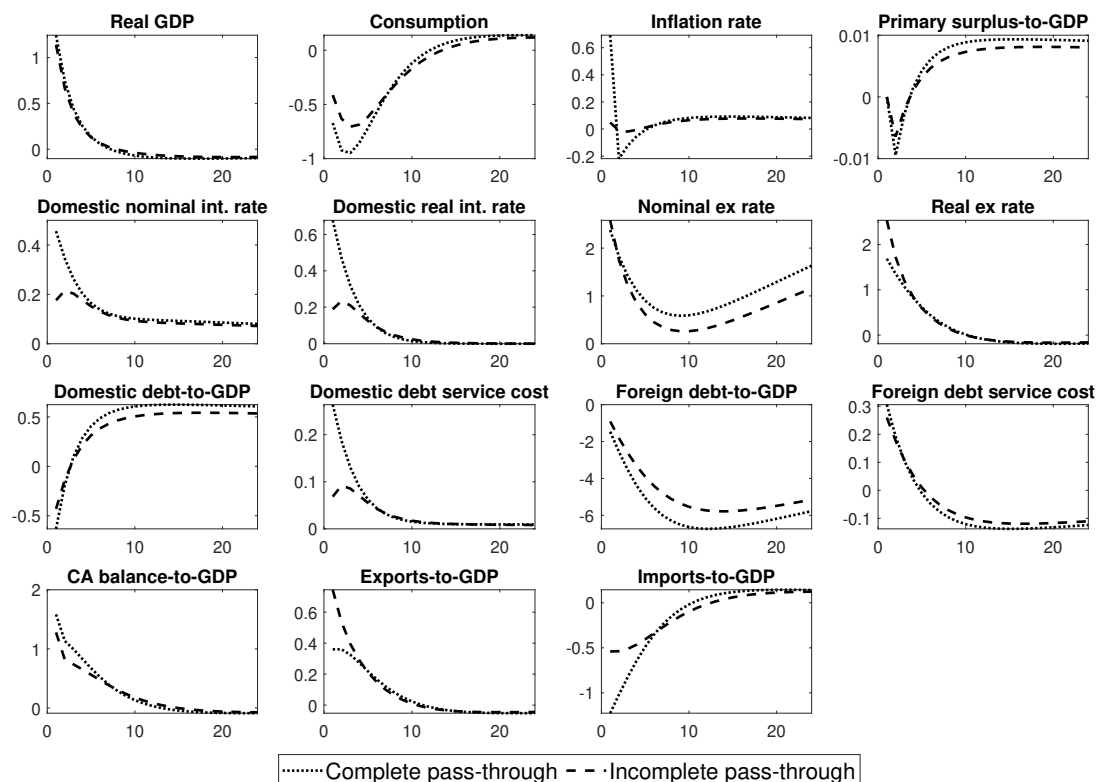 Real GDP
1
0.5
0
0 10 20
Consumption
0
-0.5
-1
0 10 20
Inflation rate
0.6
0.4
0.2
0
-0.2
0 10 20
Primary surplus-to-GDP
0.01
0
-0.01
0 10 20
Domestic nominal int. rate
0.4
0.2
0
0 10 20
Domestic real int. rate
0.6
0.4
0.2
0
0 10 20
Nominal ex rate
2
1
0
0 10 20
Real ex rate
2
1
0
0 10 20
Domestic debt-to-GDP
0.5
0
-0.5
0 10 20
Domestic debt service cost
0.2
0.1
0
0 10 20
Foreign debt-to-GDP
0
-2
-4
-6
0 10 20
Foreign debt service cost
0.3
0.2
0.1
0
-0.1
0 10 20
CA balance-to-GDP
2
1
0
0 10 20
Exports-to-GDP
0.6
0.4
0.2
0
0 10 20
Imports-to-GDP
0
-0.5
-1
0 10 20
Complete pass-through Incomplete pass-through